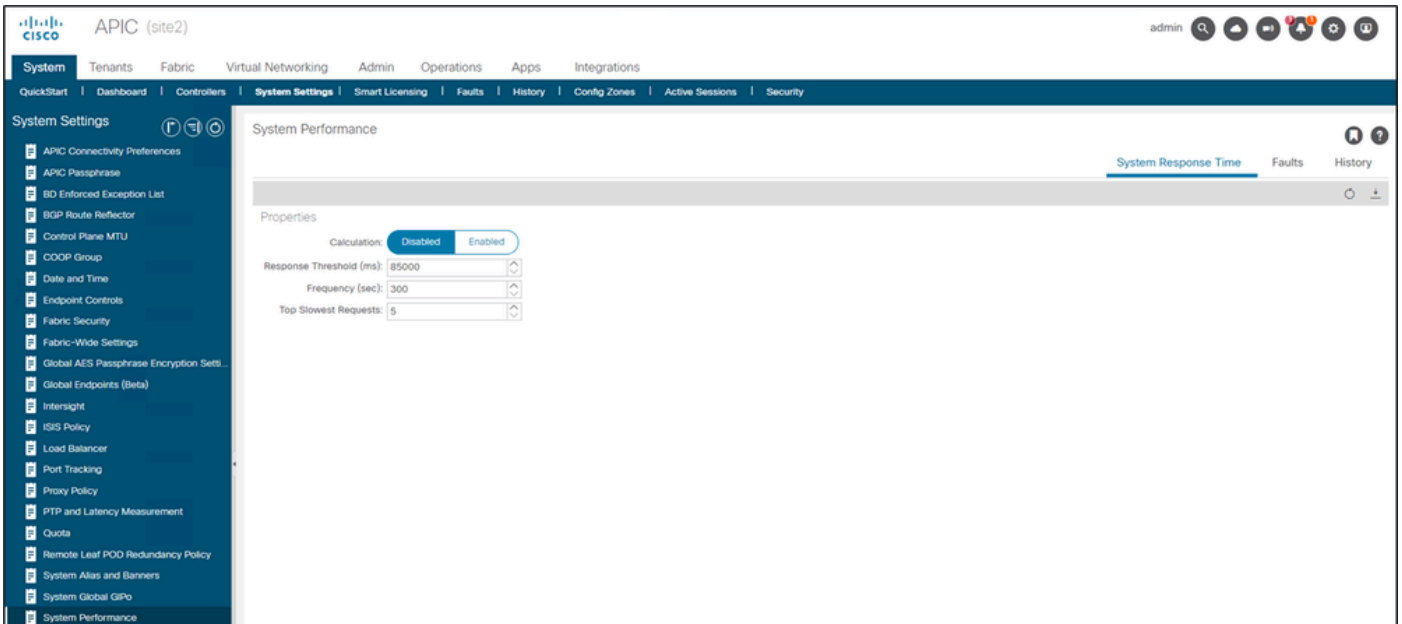 CISCO
APIC (site2)
admin
3
1
System Tenants Fabric Virtual Networking Admin Operations Apps Integrations
QuickStart | Dashboard | Controllers | System Settings | Smart Licensing | Faults | History | Config Zones | Active Sessions | Security
System Settings
APIC Connectivity Preferences
APIC Passphrase
BD Enforced Exception List
BGP Route Reflector
Control Plane MTU
COOP Group
Date and Time
Endpoint Controls
Fabric Security
Fabric-Wide Settings
Global AES Passphrase Encryption Setti...
Global Endpoints (Beta)
Intersight
ISIS Policy
Load Balancer
Port Tracking
Proxy Policy
PTP and Latency Measurement
Quota
Remote Leaf POD Redundancy Policy
System Alias and Banners
System Global GIPo
System Performance
System Performance
System Response Time Faults History
Properties
Calculation: Disabled Enabled
Response Threshold (ms): 85000
Frequency (sec): 300
Top Slowest Requests: 5